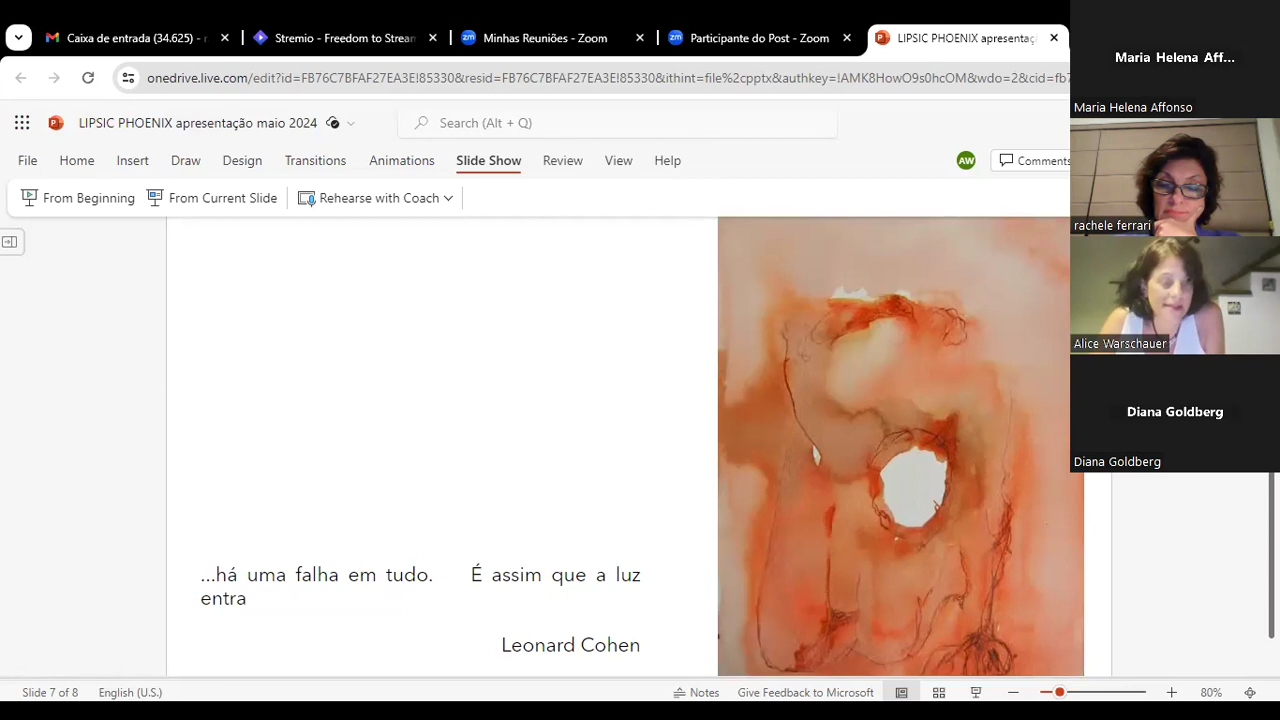 Caixa de entrada (34.625) -
Stremio - Freedom to Strean
Minhas Reuniões - Zoom
Participante do Post - Zoom
LIPSIC PHOENIX apresentaçã
onedrive.live.com/edit?id=FB76C7BFAF27EA3E!85330&resid=FB76C7BFAF27EA3E!85330&ithint=file%2cpptx&authkey=!AMK8HowO9s0hcOM&wdo=2&cid=fb7
LIPSIC PHOENIX apresentação maio 2024
Search (Alt + Q)
File Home Insert Draw Design Transitions Animations Slide Show Review View Help
AW
Comments
From Beginning From Current Slide Rehearse with Coach
...há uma falha em tudo. É assim que a luz
entra
Leonard Cohen
Slide 7 of 8 English (U.S.) Notes Give Feedback to Microsoft 80%
Maria Helena Aff...
Maria Helena Affonso
rachele ferrari
Alice Warschauer
Diana Goldberg
Diana Goldberg